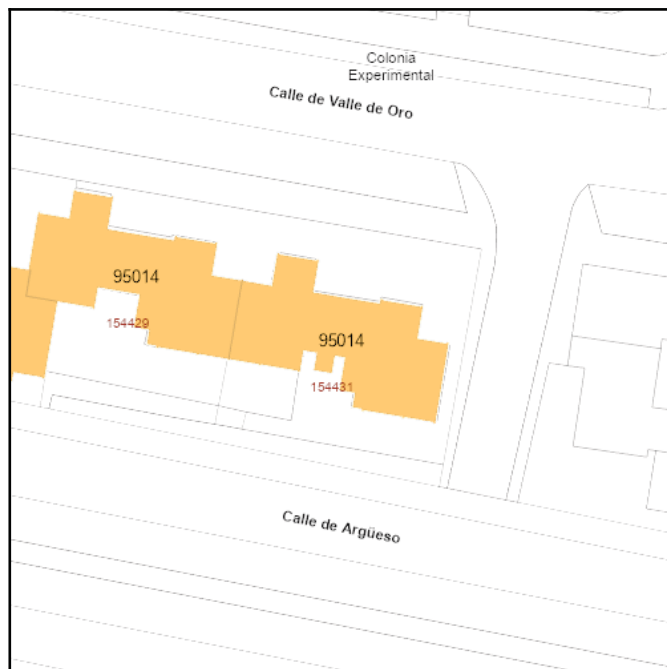 Colonia
Experimental
Calle de Valle de Oro
95014
154429
95014
154431
Calle de Argüeso